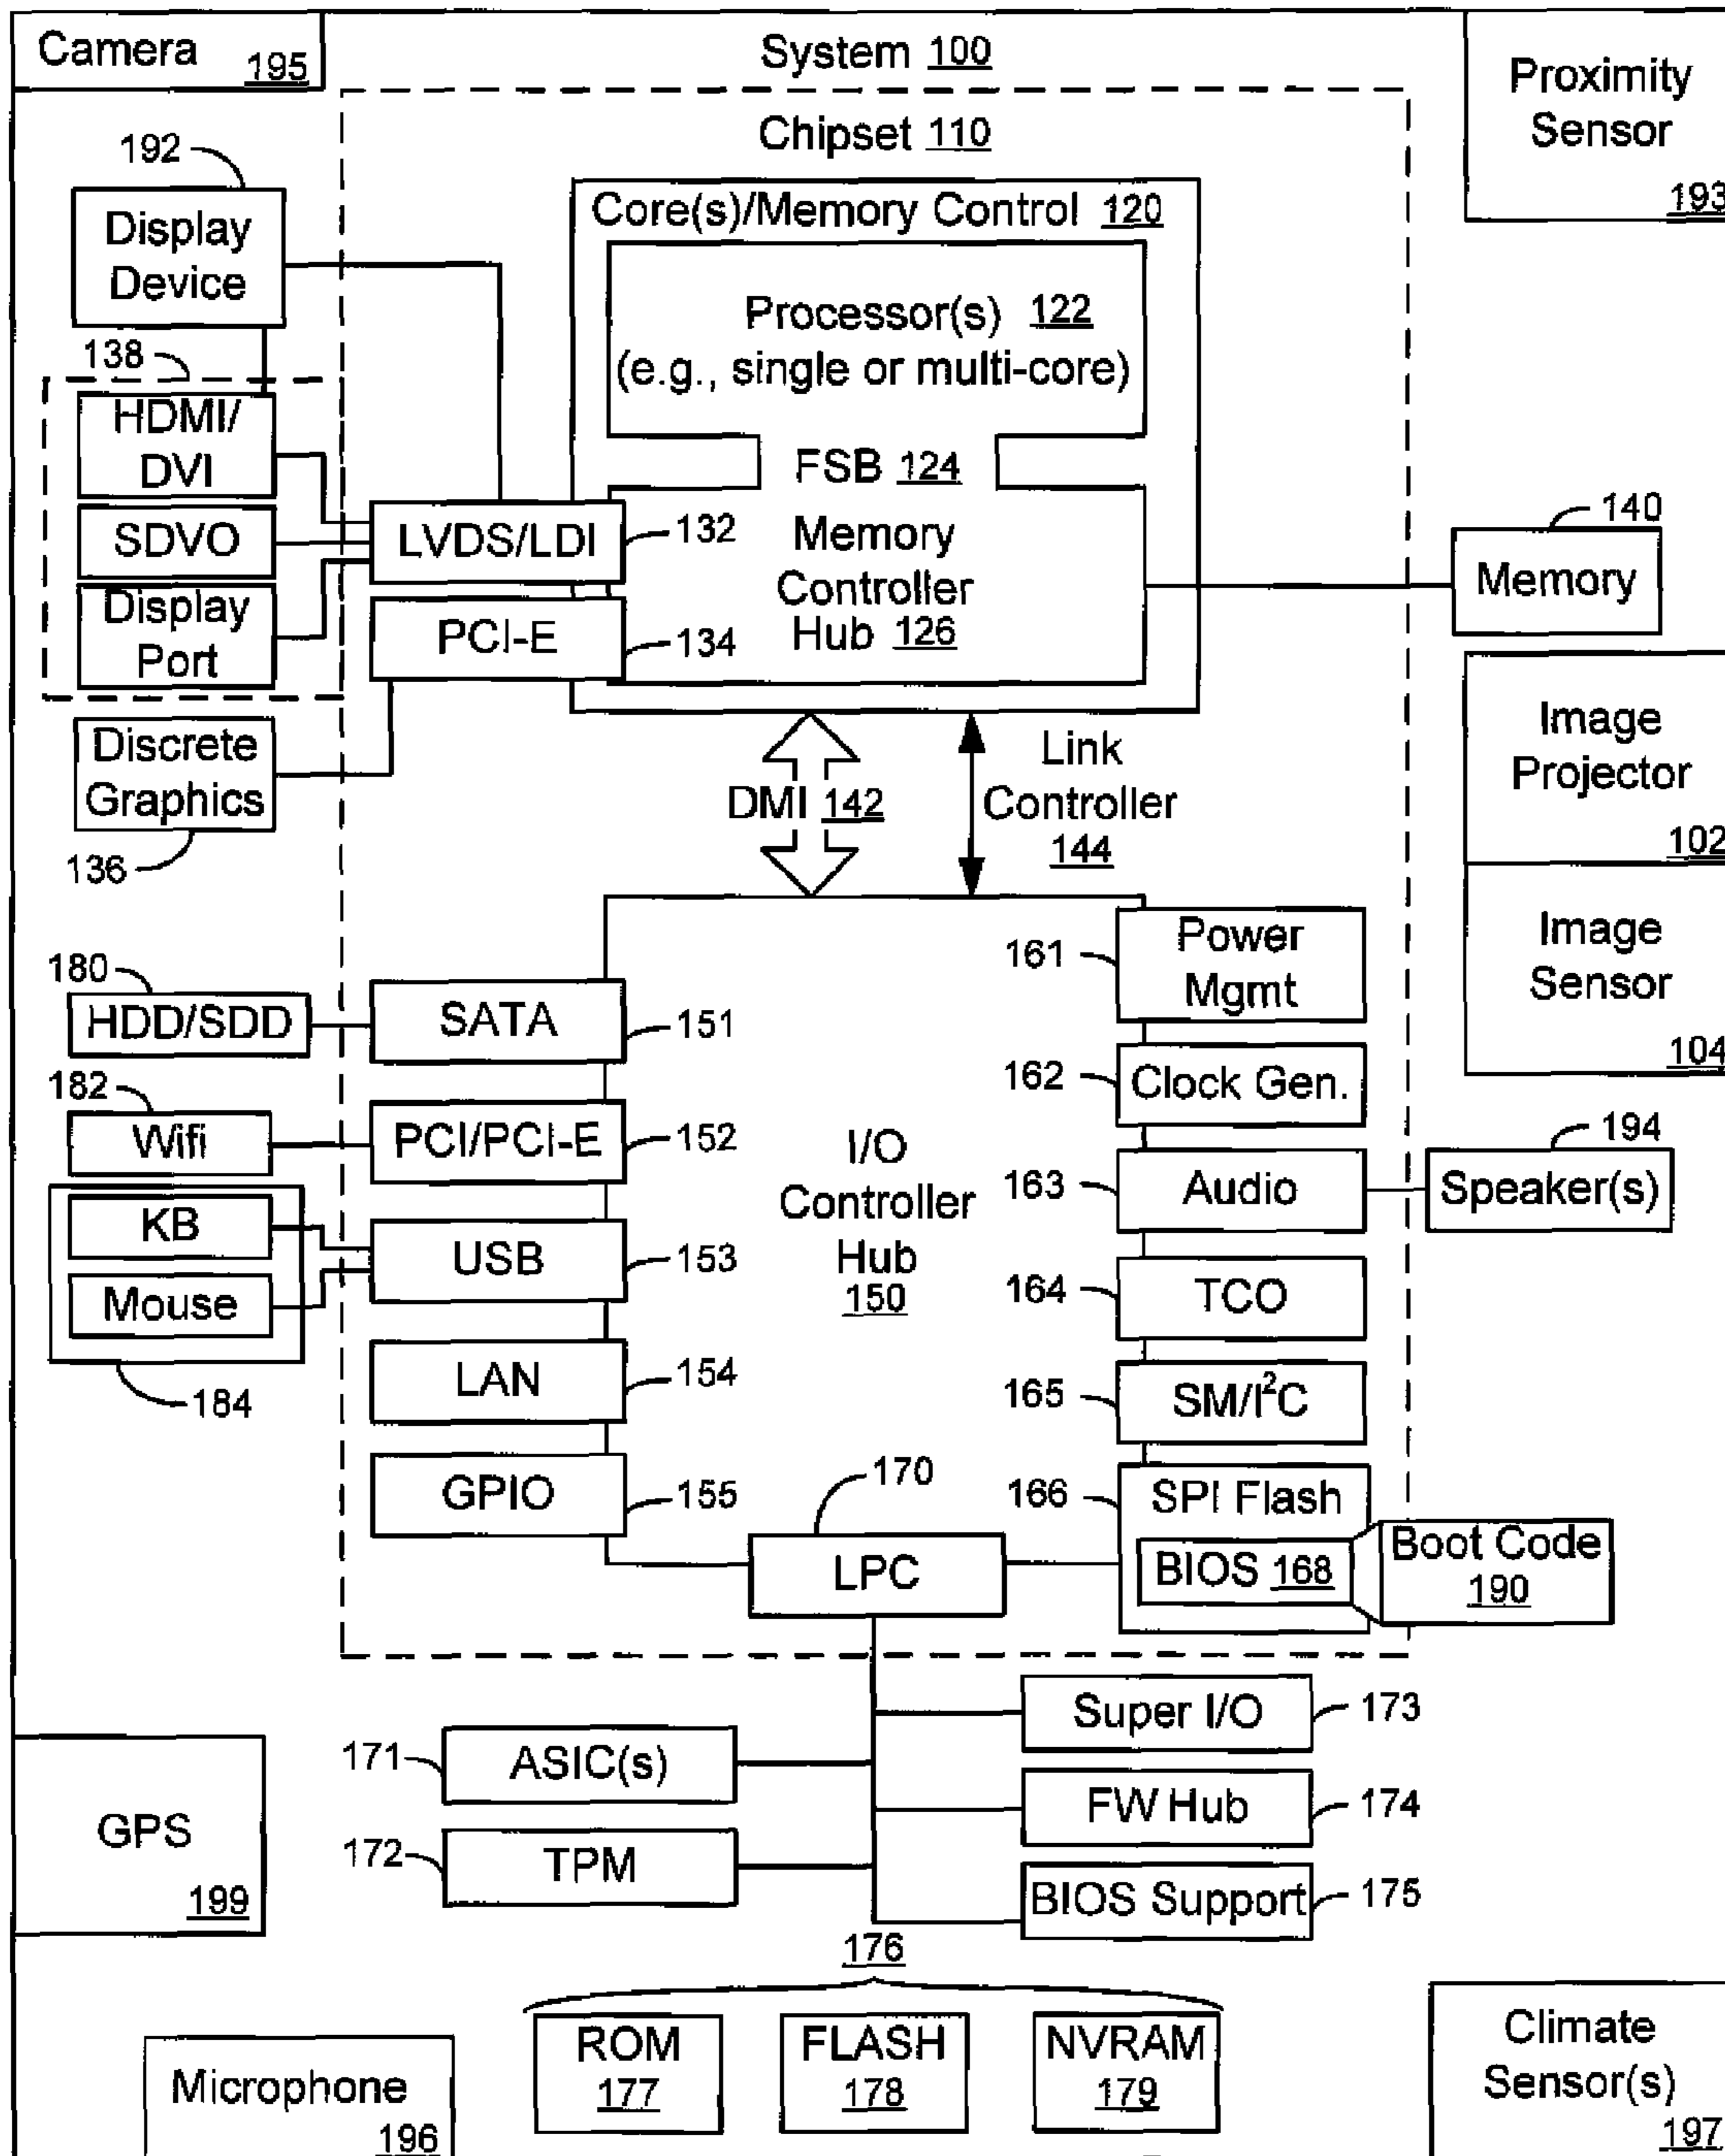 Camera 195
System 100
Proximity
Sensor
193
Chipset 110
192
Display
Device
Core(s)/Memory Control 120
Processor(s) 122
(e.g., single or multi-core)
138
HDMI/
DVI
SDVO
Display
Port
FSB 124
LVDS/LDI
132
Memory
Controller
Hub 126
PCI-E
134
140
Memory
Discrete
Graphics
136
DMI 142
Link
Controller
144
Image
Projector
102
Image
Sensor
104
180
HDD/SDD
SATA
151
182
Wifi
PCI/PCI-E
152
KB
Mouse
184
USB
153
LAN
154
GPIO
155
I/O
Controller
Hub
150
161
Power
Mgmt
162
Clock Gen.
163
Audio
194
Speaker(s)
164
TCO
165
SM/I²C
166
SPI Flash
BIOS 168
Boot Code
190
170
LPC
171
ASIC(s)
172
TPM
Super I/O
173
FW Hub
174
BIOS Support
175
GPS
199
176
ROM
177
FLASH
178
NVRAM
179
Microphone
196
Climate
Sensor(s)
197